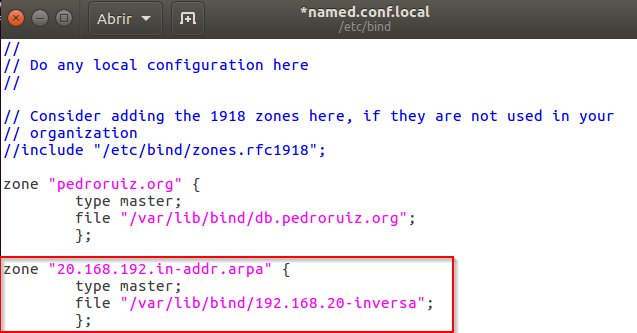 Abrir
*named.conf.local
/etc/bind
//
// Do any local configuration here
//
// Consider adding the 1918 zones here, if they are not used in your
// organization
//include "/etc/bind/zones.rfc1918";
zone "pedroruiz.org" {
type master;
file "/var/lib/bind/db.pedroruiz.org";
};
zone "20.168.192.in-addr.arpa" {
type master;
file "/var/lib/bind/192.168.20-inversa";
};